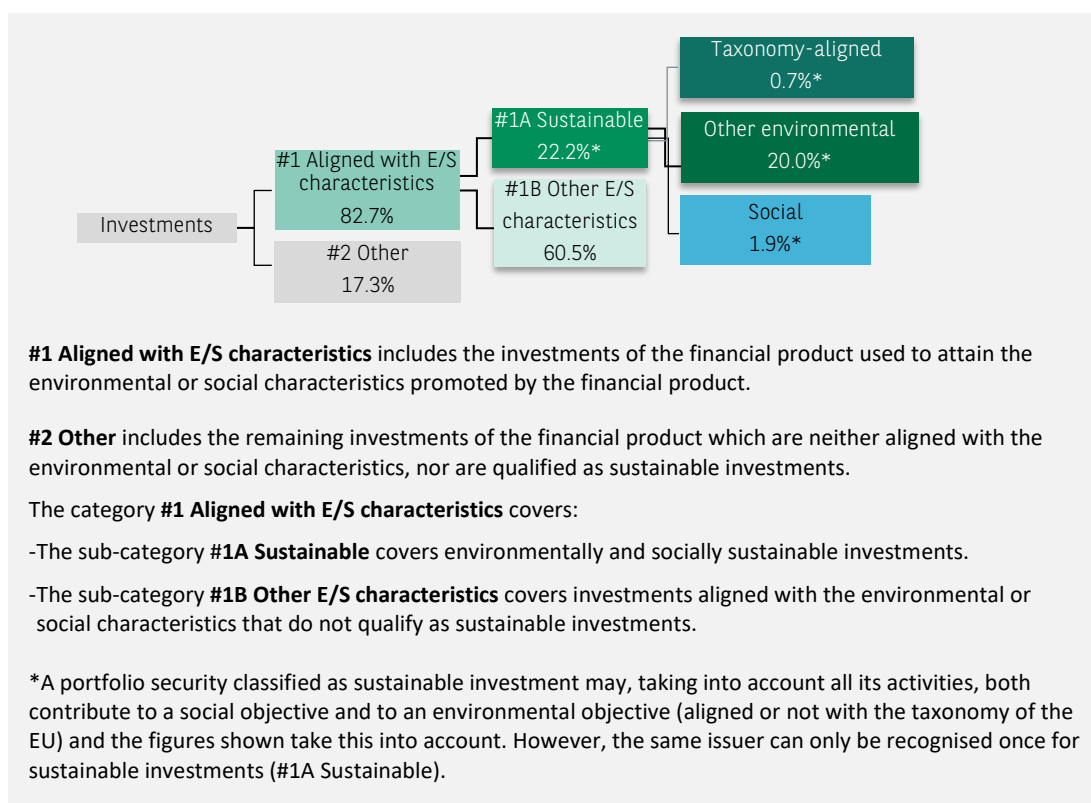 Taxonomy-aligned
0.7%*
#1A Sustainable
22.2%*
Other environmental
20.0%*
#1 Aligned with E/S
characteristics
82.7%
#1B Other E/S
characteristics
60.5%
Social
1.9%*
Investments
#2 Other
17.3%
#1 Aligned with E/S characteristics includes the investments of the financial product used to attain the
environmental or social characteristics promoted by the financial product.
#2 Other includes the remaining investments of the financial product which are neither aligned with the
environmental or social characteristics, nor are qualified as sustainable investments.
The category #1 Aligned with E/S characteristics covers:
-The sub-category #1A Sustainable covers environmentally and socially sustainable investments.
-The sub-category #1B Other E/S characteristics covers investments aligned with the environmental or
social characteristics that do not qualify as sustainable investments.
*A portfolio security classified as sustainable investment may, taking into account all its activities, both
contribute to a social objective and to an environmental objective (aligned or not with the taxonomy of the
EU) and the figures shown take this into account. However, the same issuer can only be recognised once for
sustainable investments (#1A Sustainable).